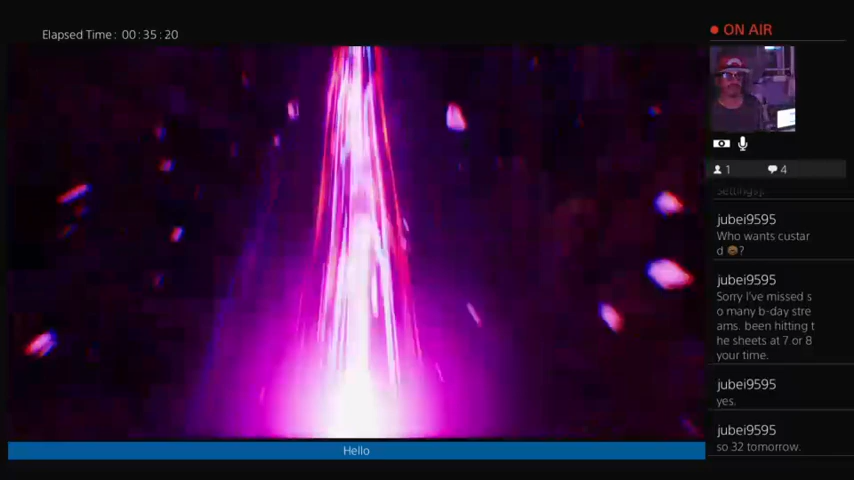 Elapsed Time: 00:35:20
ON AIR
1
4
Settings].
jubei9595
Who wants custar
d ?
jubei9595
Sorry I've missed s
o many b-day stre
ams. been hitting t
he sheets at 7 or 8
your time.
jubei9595
yes.
jubei9595
so 32 tomorrow.
Hello